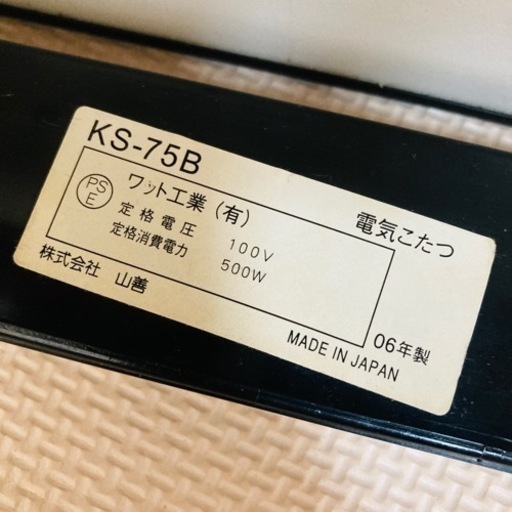 KS-75B
PS
E
ワット工業(有)
電気こたつ
定格電圧 100V
定格消費電力 500W
株式会社 山善
06年製
MADE IN JAPAN